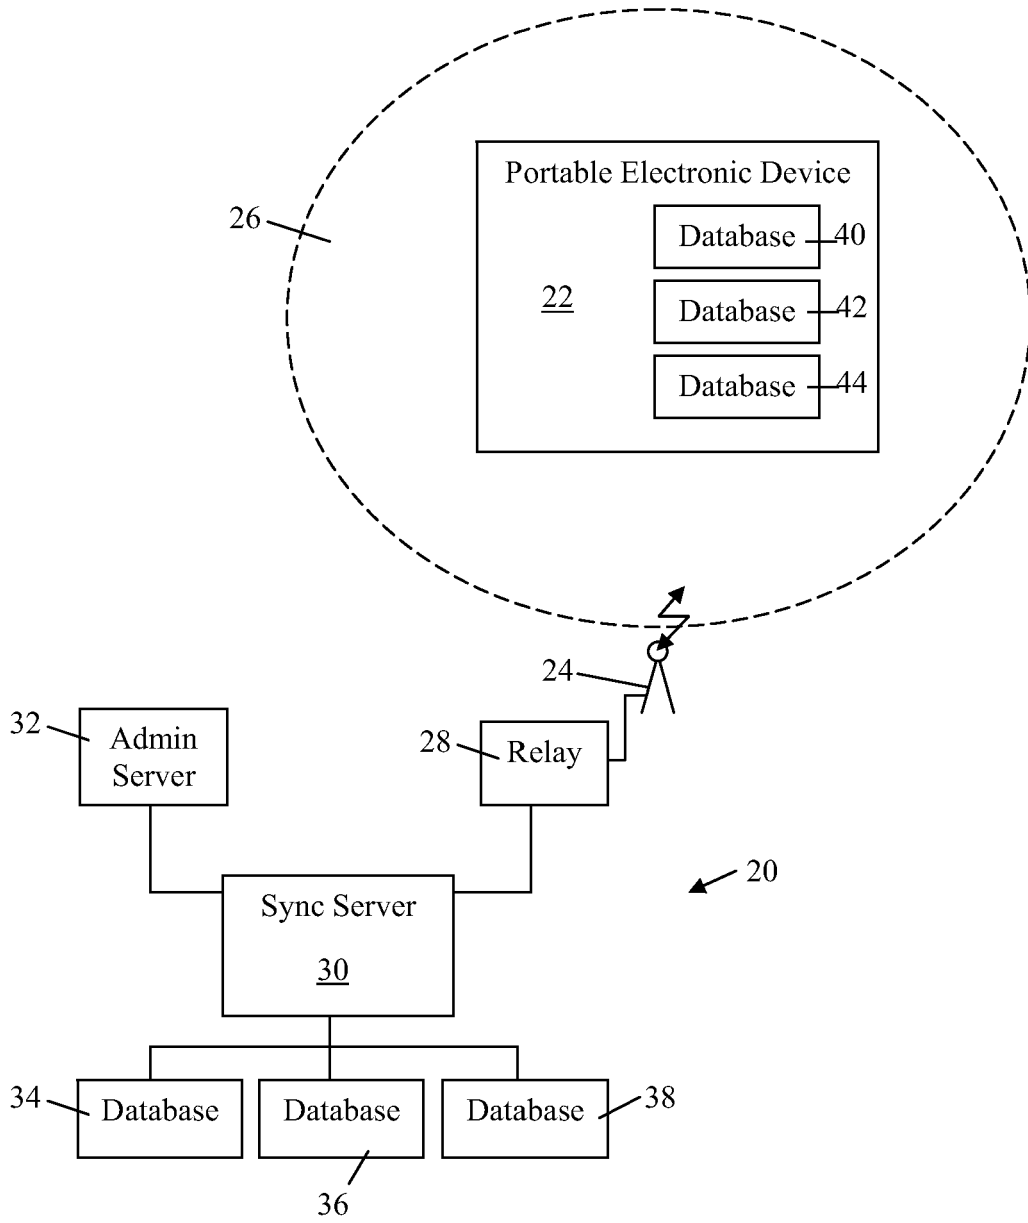 Portable Electronic Device
26
Database 40
22
Database 42
Database 44
24
32
Admin
Server
28
Relay
20
Sync Server
30
34
Database
Database
Database
38
36